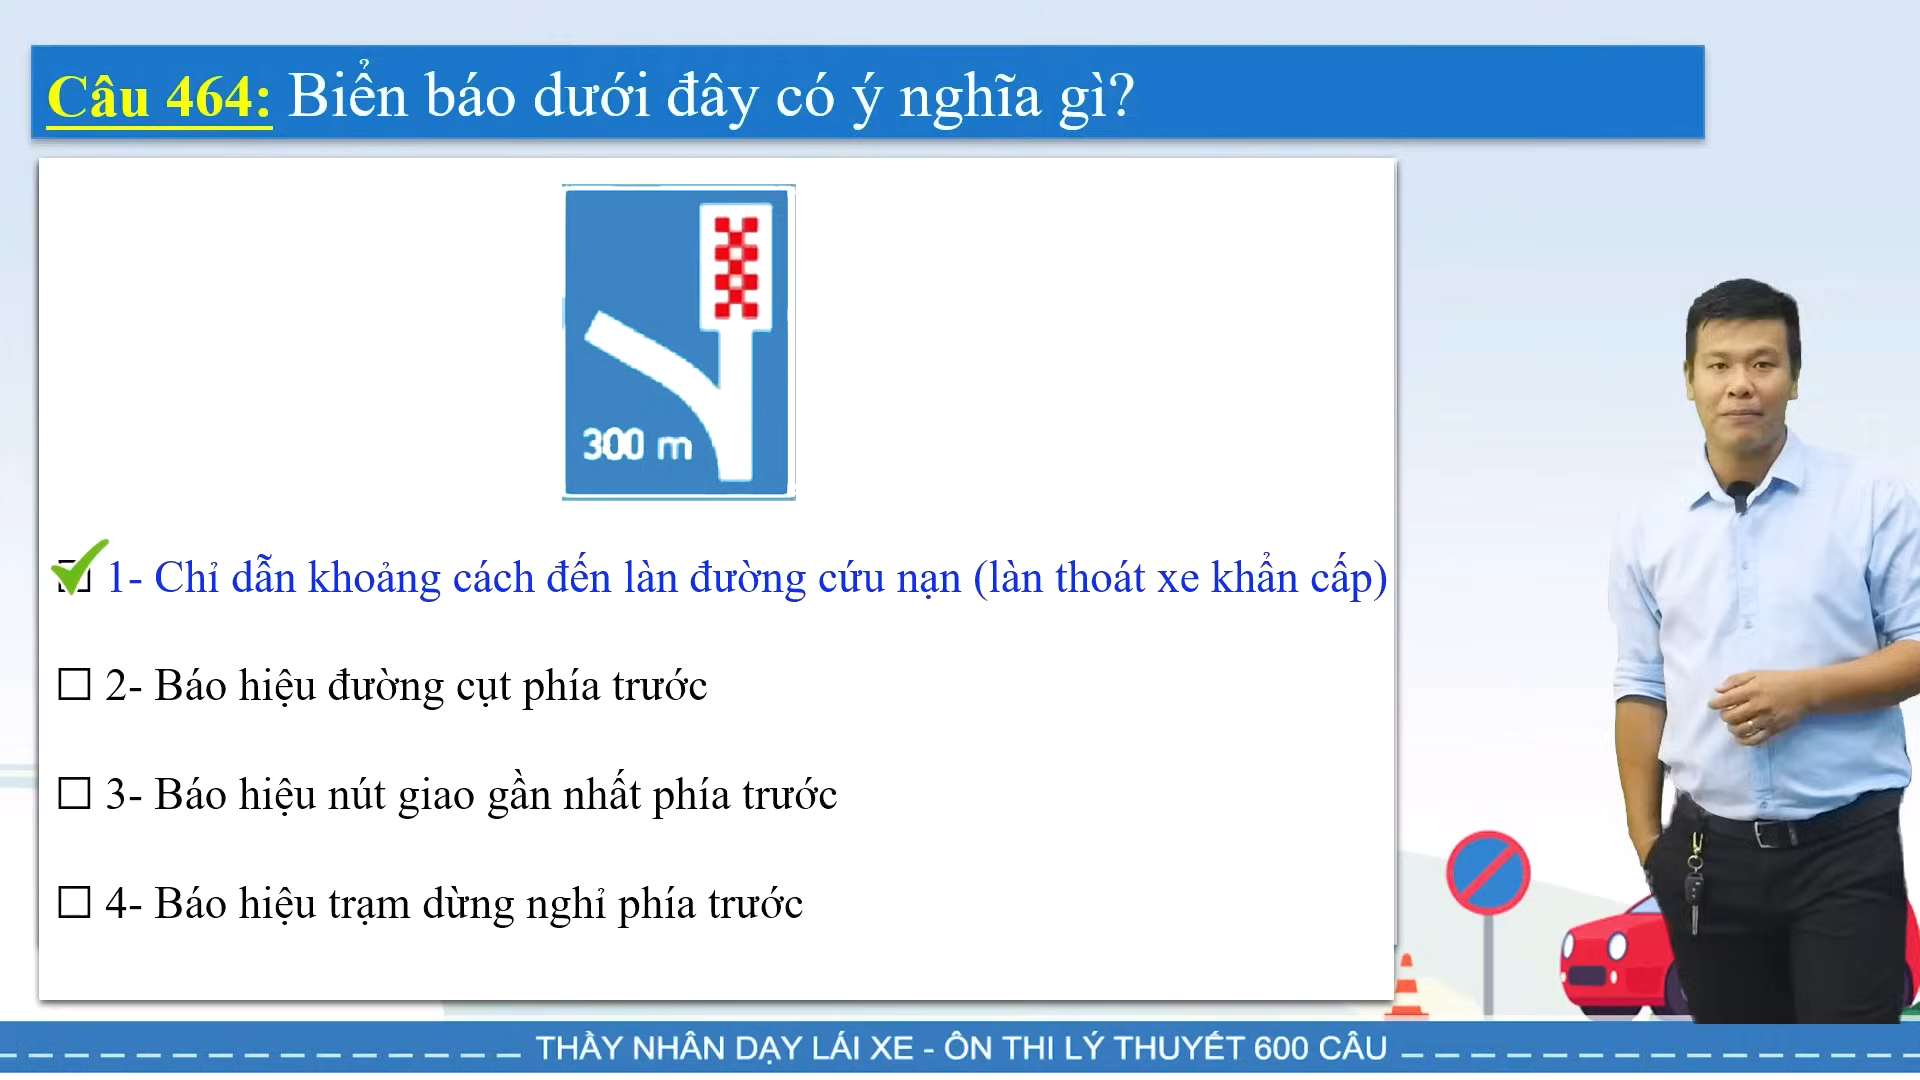 Câu 464: Biển báo dưới đây có ý nghĩa gì?
300 m
1- Chỉ dẫn khoảng cách đến làn đường cứu nạn (làn thoát xe khẩn cấp)
2- Báo hiệu đường cụt phía trước
3- Báo hiệu nút giao gần nhất phía trước
4- Báo hiệu trạm dừng nghỉ phía trước
THẦY NHÂN DẠY LÁI XE - ÔN THI LÝ THUYẾT 600 CÂU